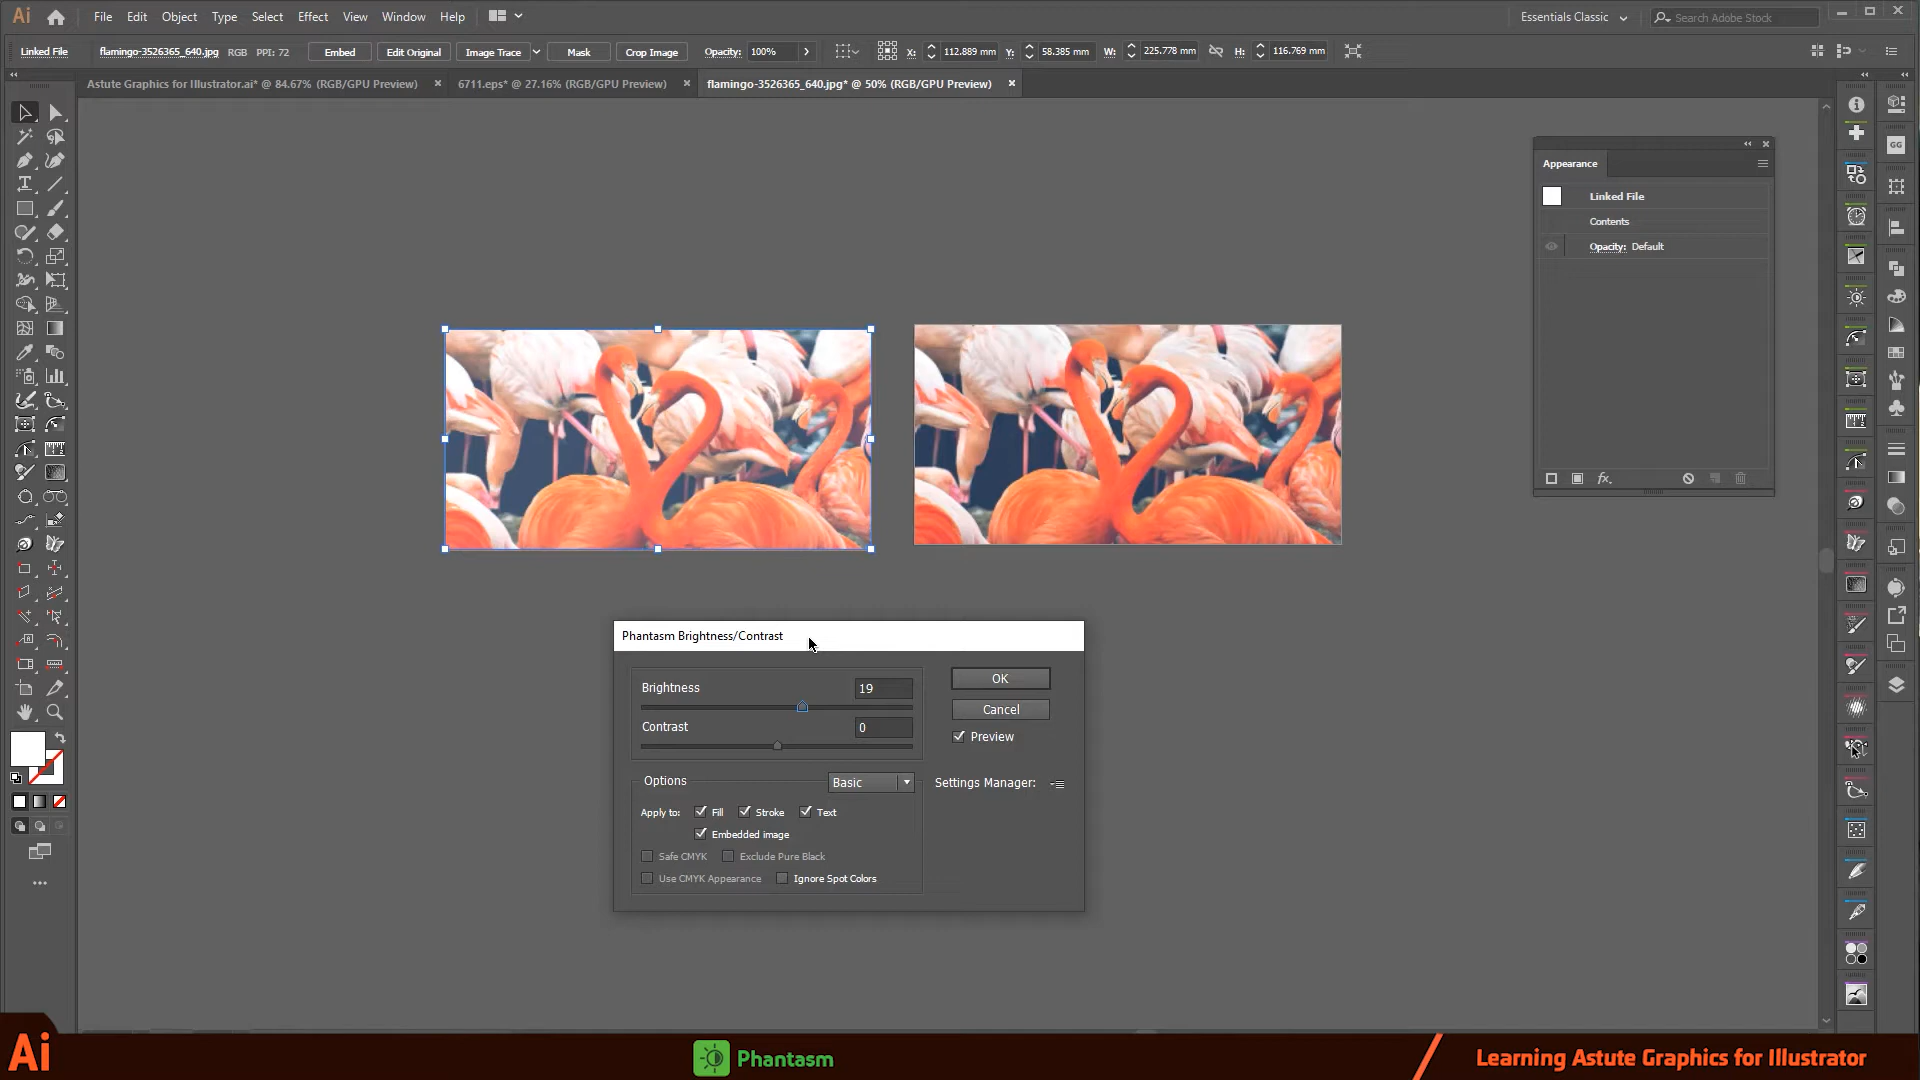 Ai File Edit Object Type Select Effect View Window Help Essentials Classic Search Adobe Stock
Linked File flamingo-3526365_640.jpg RGB PPI: 72 Embed Edit Original Image Trace Mask Crop Image Opacity: 100% X: 112.889 mm Y: 58.385 mm W: 225.778 mm H: 116.769 mm
Astute Graphics for Illustrator.ai* @ 84.67% (RGB/GPU Preview) 6711.eps* @ 27.16% (RGB/GPU Preview) flamingo-3526365_640.jpg* @ 50% (RGB/GPU Preview)
GG
Appearance
Linked File
Contents
Opacity: Default
fx
Phantasm Brightness/Contrast
Brightness 19
Contrast 0
OK
Cancel
Preview
Options Basic Settings Manager:
Apply to: Fill Stroke Text
Embedded image
Safe CMYK Exclude Pure Black
Use CMYK Appearance Ignore Spot Colors
Ai Phantasm Learning Astute Graphics for Illustrator